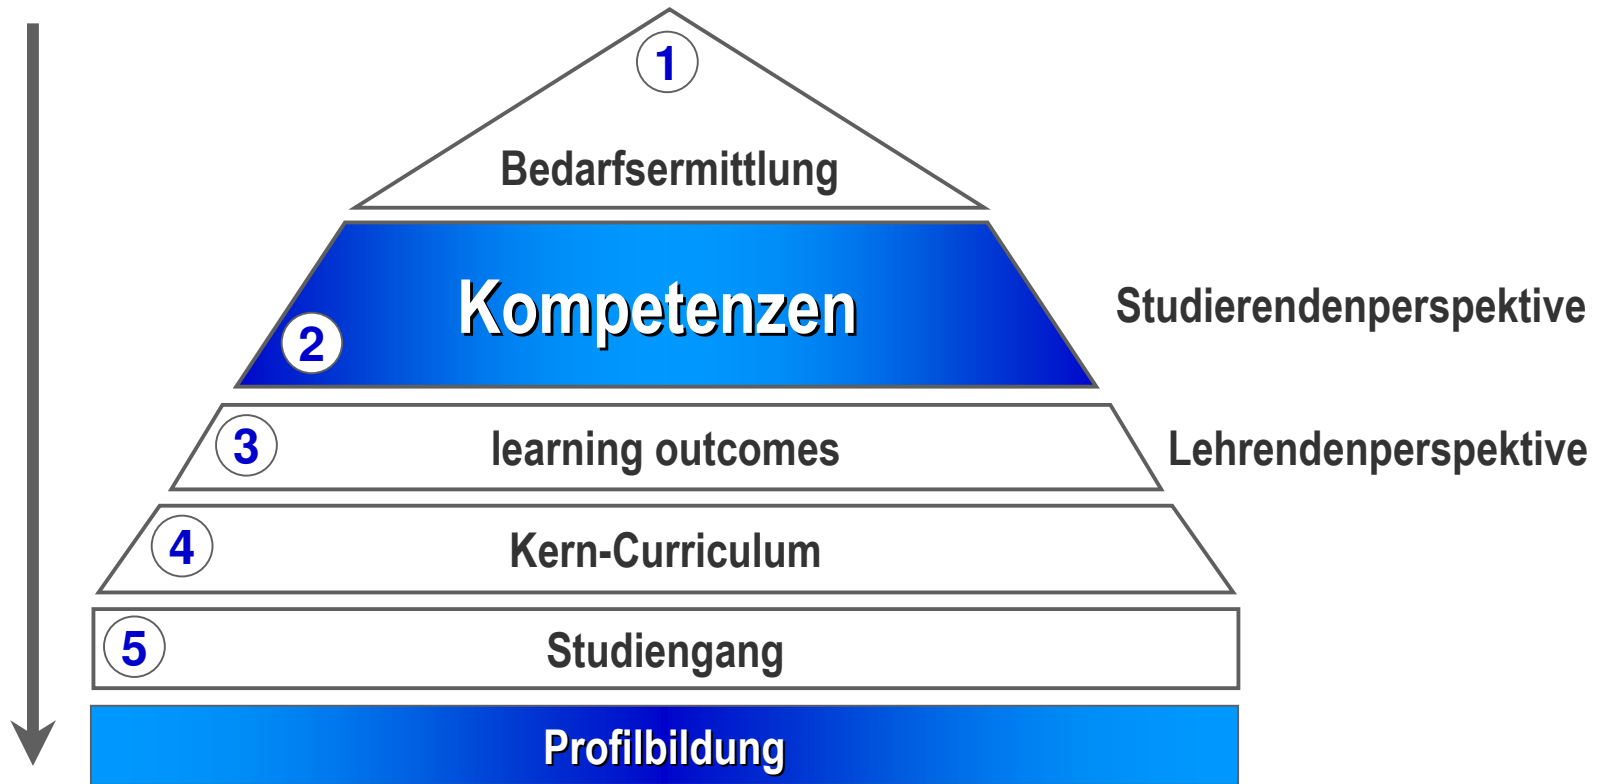 1
Bedarfsermittlung
Kompetenzen
Studierendenperspektive
2
3
learning outcomes
Lehrendenperspektive
4
Kern-Curriculum
5
Studiengang
Profilbildung